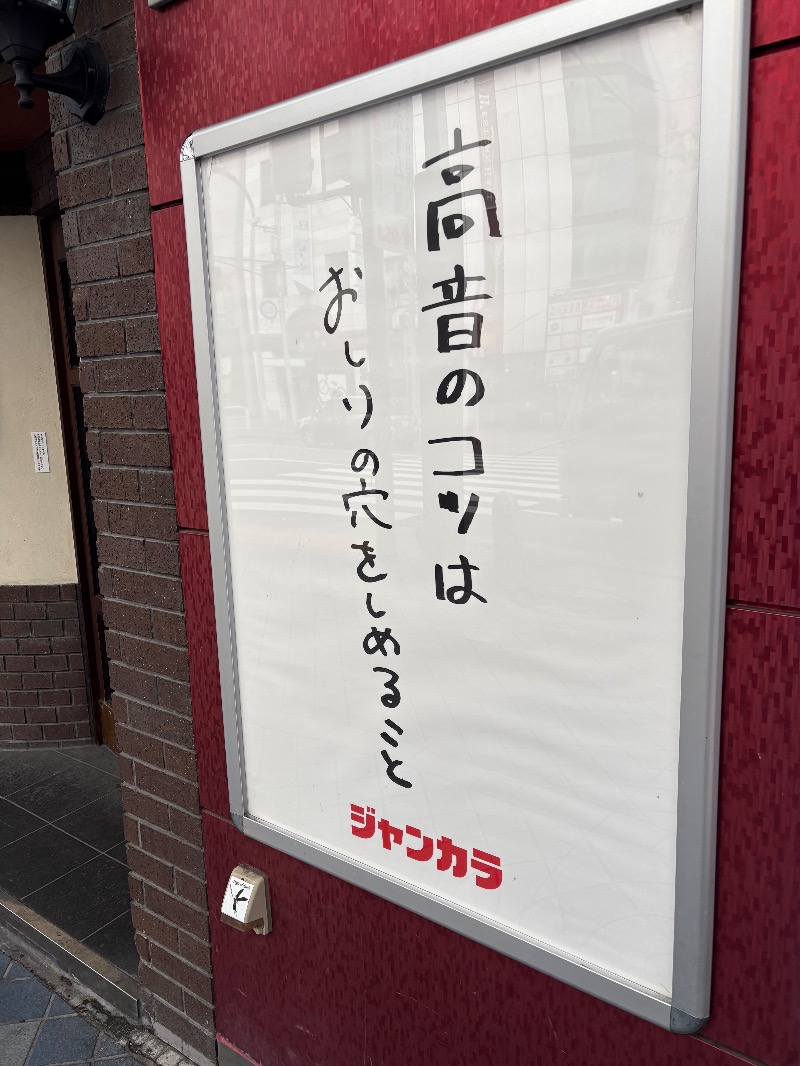 高音のコツは
おしりの穴をしめること
ジャンカラ